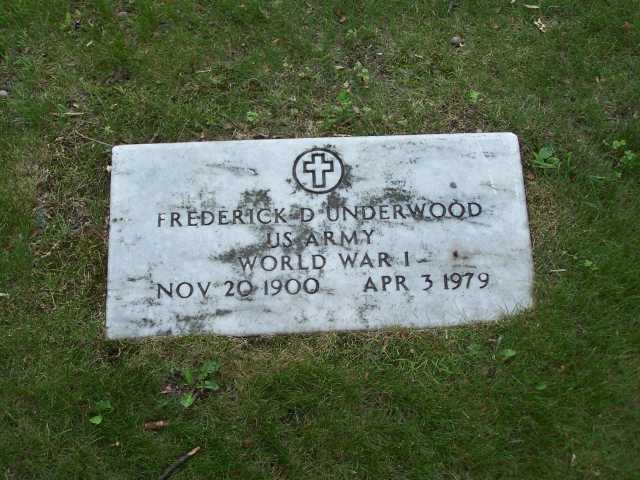 FREDERICK D UNDERWOOD
US ARMY
WORLD WAR I
NOV 20 1900 APR 3 1979